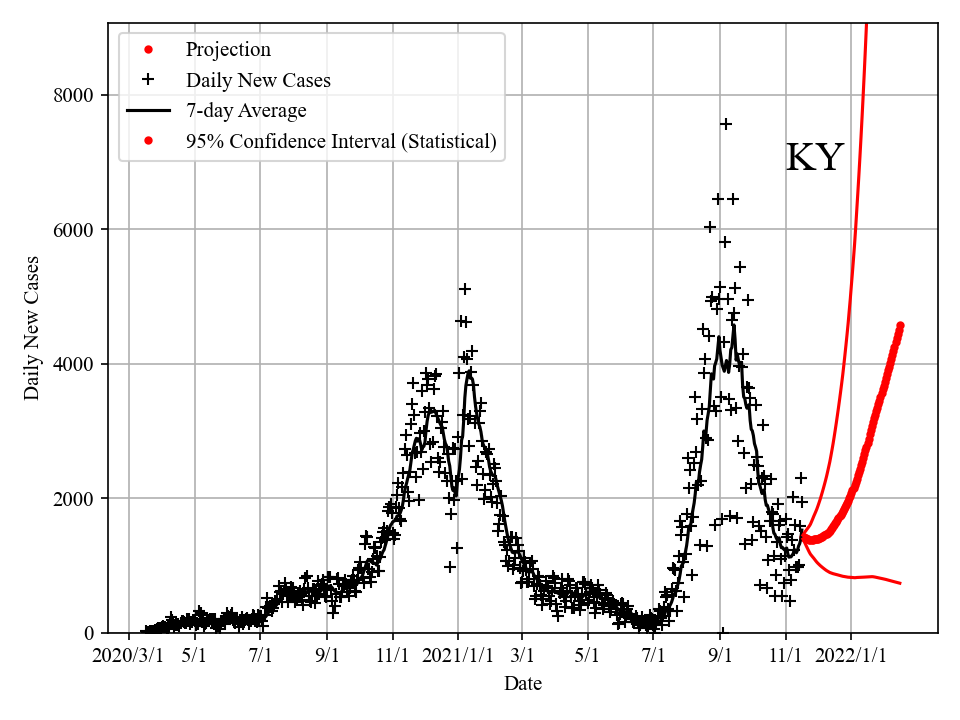 Projection
Daily New Cases
7-day Average
95% Confidence Interval (Statistical)
KY
8000
6000
4000
2000
0
Daily New Cases
2020/3/1 5/1 7/1 9/1 11/1 2021/1/1 3/1 5/1 7/1 9/1 11/1 2022/1/1
Date